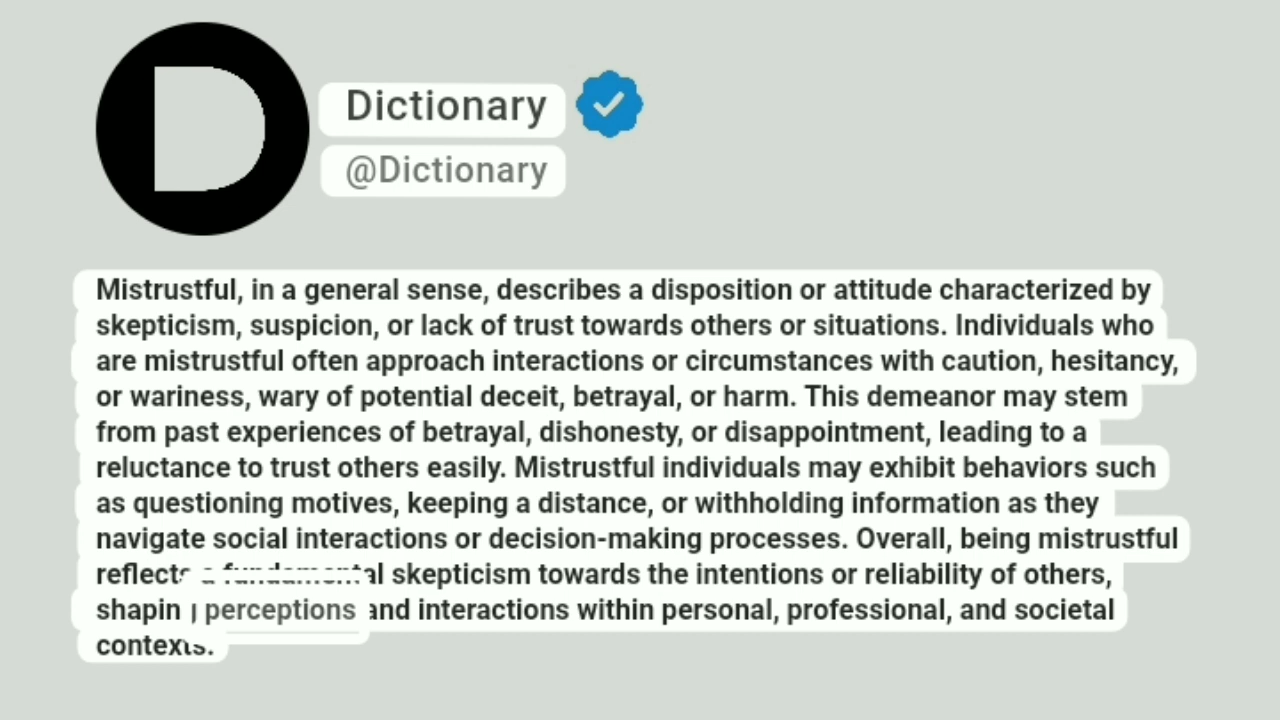 D
Dictionary
@Dictionary
Mistrustful, in a general sense, describes a disposition or attitude characterized by
skepticism, suspicion, or lack of trust towards others or situations. Individuals who
are mistrustful often approach interactions or circumstances with caution, hesitancy,
or wariness, wary of potential deceit, betrayal, or harm. This demeanor may stem
from past experiences of betrayal, dishonesty, or disappointment, leading to a
reluctance to trust others easily. Mistrustful individuals may exhibit behaviors such
as questioning motives, keeping a distance, or withholding information as they
navigate social interactions or decision-making processes. Overall, being mistrustful
reflects a fundamental skepticism towards the intentions or reliability of others,
shaping perceptions and interactions within personal, professional, and societal
contexts.